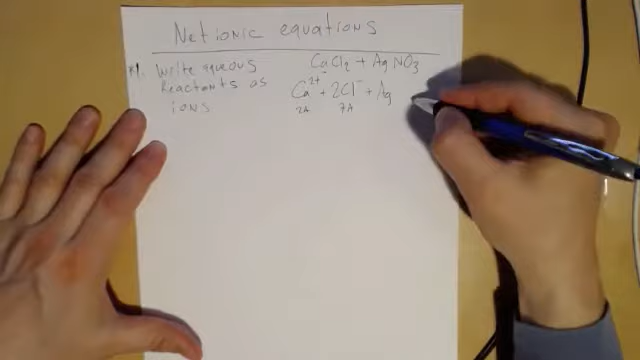 Net ionic equations
#1. Write aqueous
Reactants as
ions
CaCl₂ + AgNO₃
Ca²⁺ + 2Cl⁻ + Ag
2A 7A